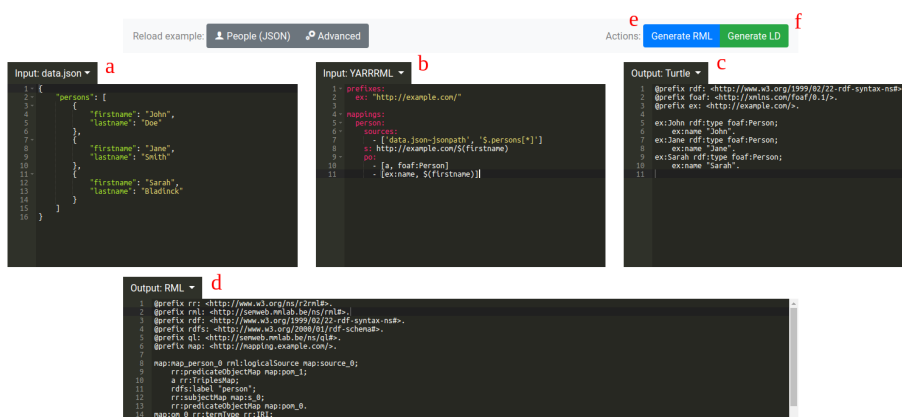 e
f
Reload example: People (JSON) Advanced
Actions: Generate RML Generate LD
Input: data.json a
1 {
2 "persons": [
3 {
4 "firstname": "John",
5 "lastname": "Doe"
6 },
7 {
8 "firstname": "Jane",
9 "lastname": "Smith"
10 },
11 {
12 "firstname": "Sarah",
13 "lastname": "Bladinck"
14 }
15 ]
16 }
Input: YARRRML b
1 prefixes:
2 ex: "http://example.com/"
3
4 mappings:
5 person:
6 sources:
7 - ['data.json~jsonpath', '$.persons[*]']
8 s: http://example.com/$(firstname)
9 po:
10 - [a, foaf:Person]
11 - [ex:name, $(firstname)]
Output: Turtle c
1 @prefix rdf: <http://www.w3.org/1999/02/22-rdf-syntax-ns#>
2 @prefix foaf: <http://xmlns.com/foaf/0.1/>.
3 @prefix ex: <http://example.com/>.
4
5 ex:John rdf:type foaf:Person;
6 ex:name "John".
7 ex:Jane rdf:type foaf:Person;
8 ex:name "Jane".
9 ex:Sarah rdf:type foaf:Person;
10 ex:name "Sarah".
11
Output: RML d
1 @prefix rr: <http://www.w3.org/ns/r2rml#>.
2 @prefix rml: <http://semweb.mmlab.be/ns/rml#>.
3 @prefix rdf: <http://www.w3.org/1999/02/22-rdf-syntax-ns#>.
4 @prefix rdfs: <http://www.w3.org/2000/01/rdf-schema#>.
5 @prefix ql: <http://semweb.mmlab.be/ns/ql#>.
6 @prefix map: <http://mapping.example.com/>.
7
8 map:map_person_0 rml:logicalSource map:source_0;
9 rr:predicateObjectMap map:pom_1;
10 a rr:TriplesMap;
11 rdfs:label "person";
12 rr:subjectMap map:s_0;
13 rr:predicateObjectMap map:pom_0.
14 map:om_0 rr:termType rr:IRI;